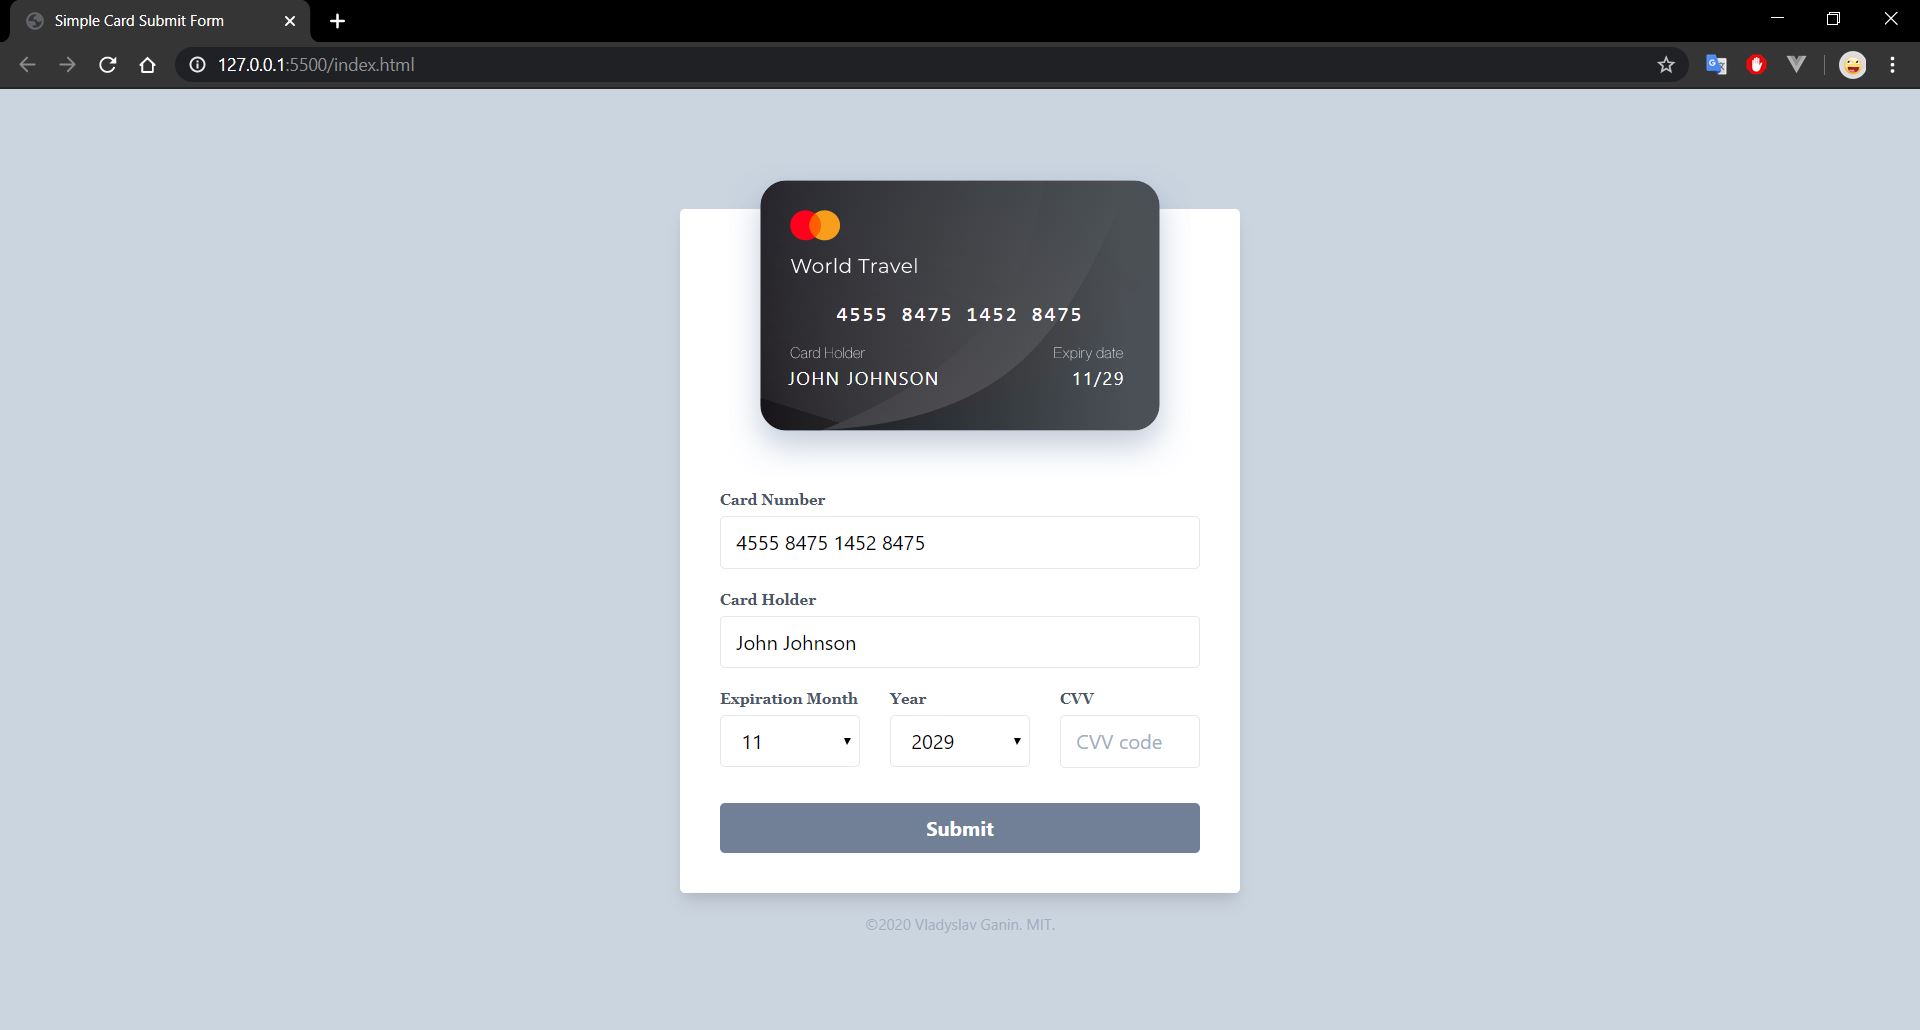 Simple Card Submit Form
127.0.0.1:5500/index.html
World Travel
4555 8475 1452 8475
Card Holder Expiry date
JOHN JOHNSON 11/29
Card Number
4555 8475 1452 8475
Card Holder
John Johnson
Expiration Month Year CVV
11 2029 CVV code
Submit
©2020 Vladyslav Ganin. MIT.